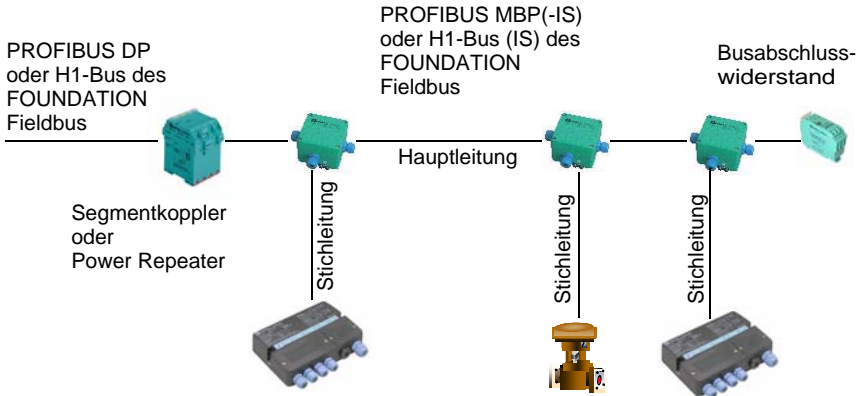 PROFIBUS DP
oder H1-Bus des
FOUNDATION
Fieldbus
PROFIBUS MBP(-IS)
oder H1-Bus (IS) des
FOUNDATION
Fieldbus
Busabschluss-
widerstand
Hauptleitung
Segmentkoppler
oder
Power Repeater
Stichleitung
Stichleitung
Stichleitung